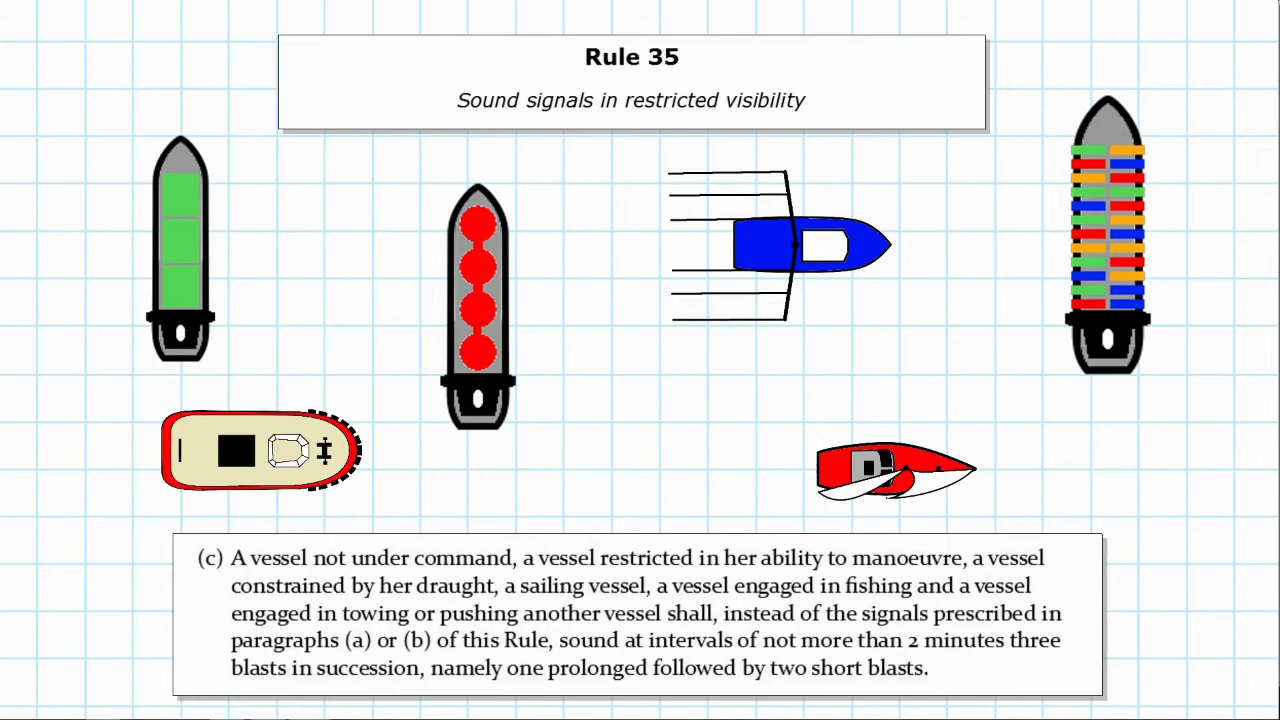 Rule 35
Sound signals in restricted visibility
(c) A vessel not under command, a vessel restricted in her ability to manoeuvre, a vessel
constrained by her draught, a sailing vessel, a vessel engaged in fishing and a vessel
engaged in towing or pushing another vessel shall, instead of the signals prescribed in
paragraphs (a) or (b) of this Rule, sound at intervals of not more than 2 minutes three
blasts in succession, namely one prolonged followed by two short blasts.